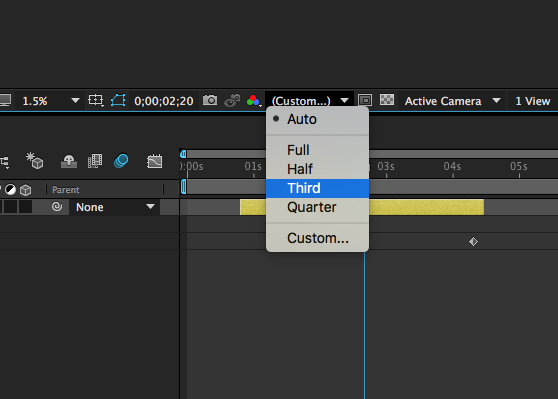 1.5% 0;00;02;20 (Custom...) Active Camera 1 View
Auto
Full
Half
Third
Quarter
Custom...
:00s 01s 03s 04s 05s
Parent
None